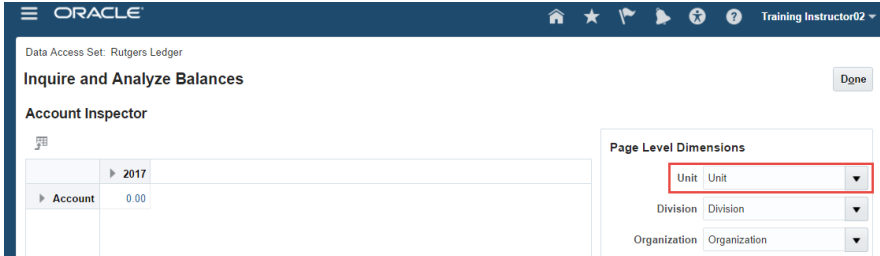 ORACLE
Training Instructor02
Data Access Set: Rutgers Ledger
Inquire and Analyze Balances
Done
Account Inspector
Page Level Dimensions
2017
Unit Unit
Account 0.00
Division Division
Organization Organization